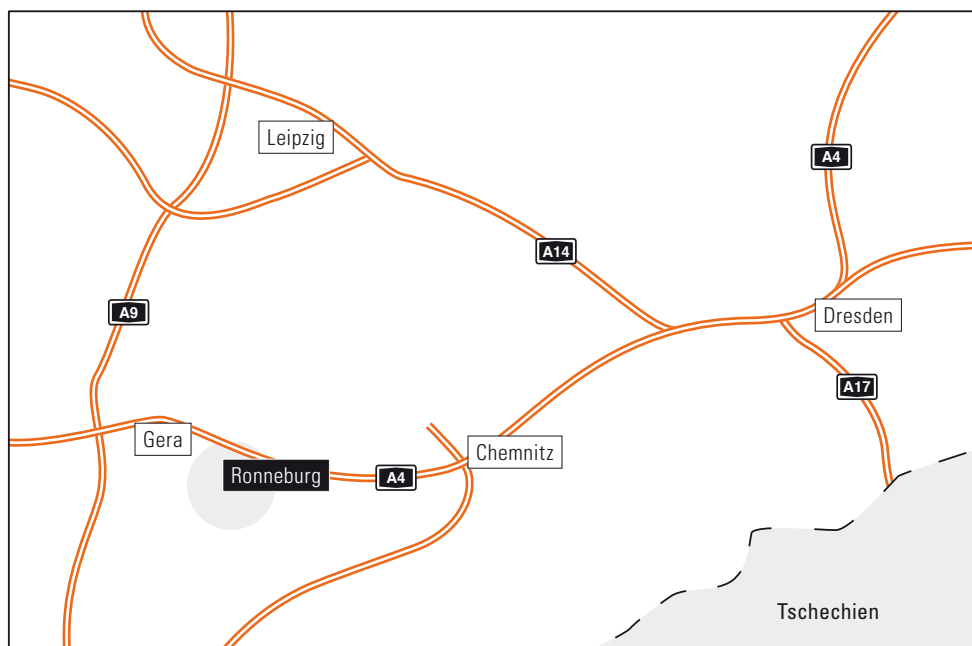 Leipzig
A4
A14
A9
Dresden
A17
Gera
Chemnitz
Ronneburg
A4
Tschechien